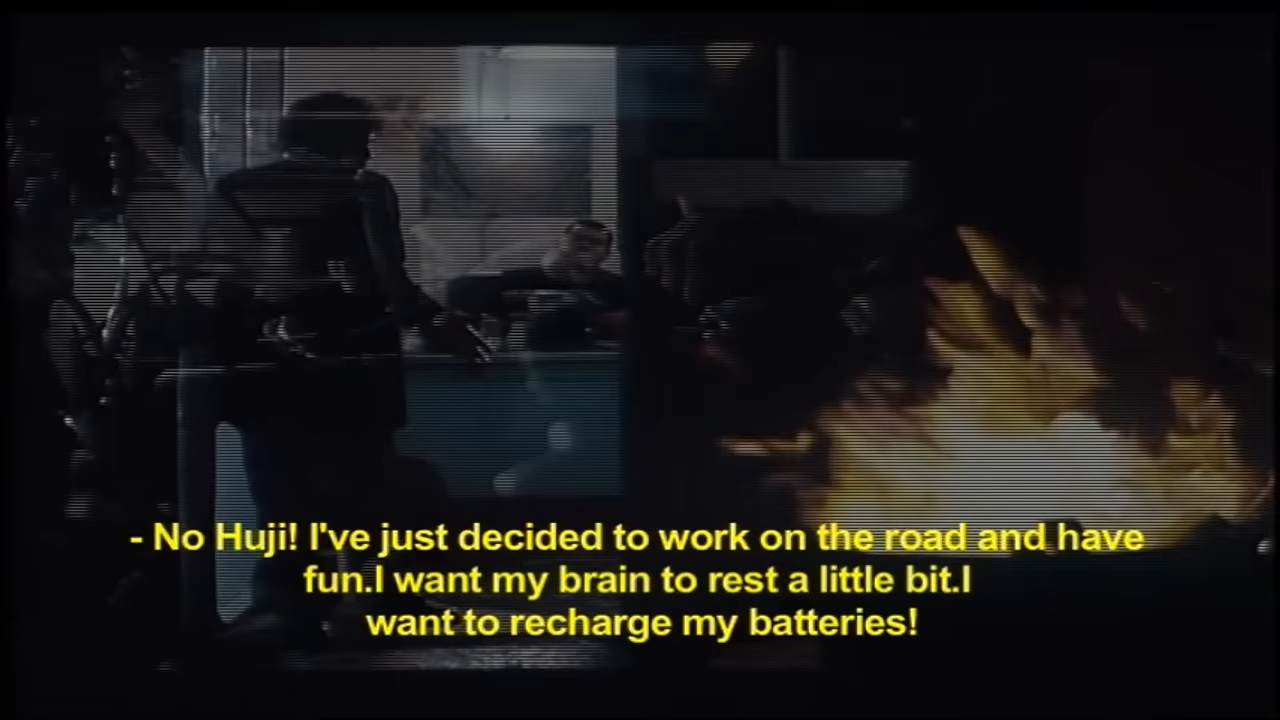 - No Huji! I've just decided to work on the road and have
fun.I want my brain to rest a little bit.I
want to recharge my batteries!